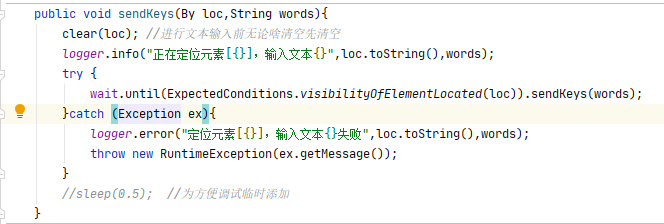 public void sendKeys(By loc,String words){
clear(loc); //进行文本输入前无论啥清空先清空
logger.info("正在定位元素[{}]，输入文本{}",loc.toString(),words);
try {
wait.until(ExpectedConditions.visibilityOfElementLocated(loc)).sendKeys(words);
}catch (Exception ex){
logger.error("定位元素[{}]，输入文本{}失败",loc.toString(),words);
throw new RuntimeException(ex.getMessage());
}
//sleep(0.5);  //为方便调试临时添加
}